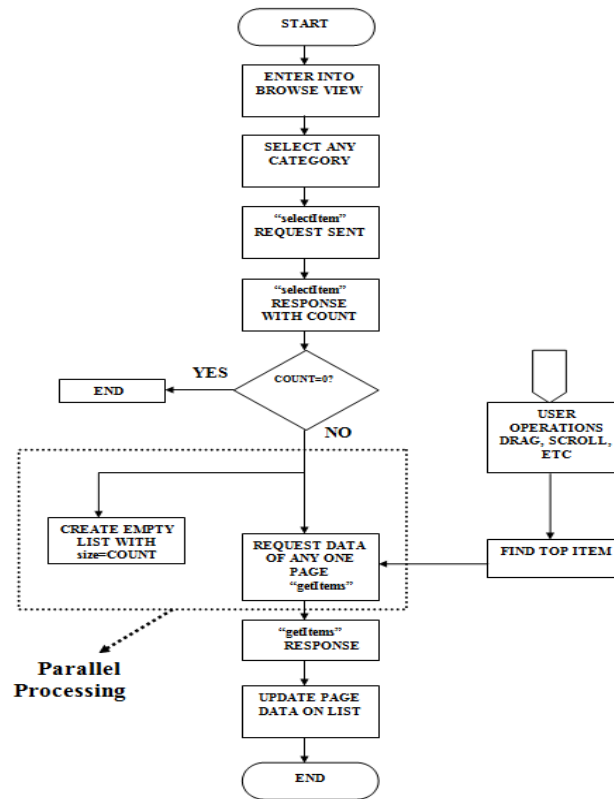 START
ENTER INTO
BROWSE VIEW
SELECT ANY
CATEGORY
“selectItem”
REQUEST SENT
“selectItem”
RESPONSE
WITH COUNT
COUNT=0?
YES
END
NO
USER
OPERATIONS
DRAG, SCROLL,
ETC
CREATE EMPTY
LIST WITH
size=COUNT
REQUEST DATA
OF ANY ONE
PAGE
“getItems”
FIND TOP ITEM
“getItems”
RESPONSE
Parallel
Processing
UPDATE PAGE
DATA ON LIST
END